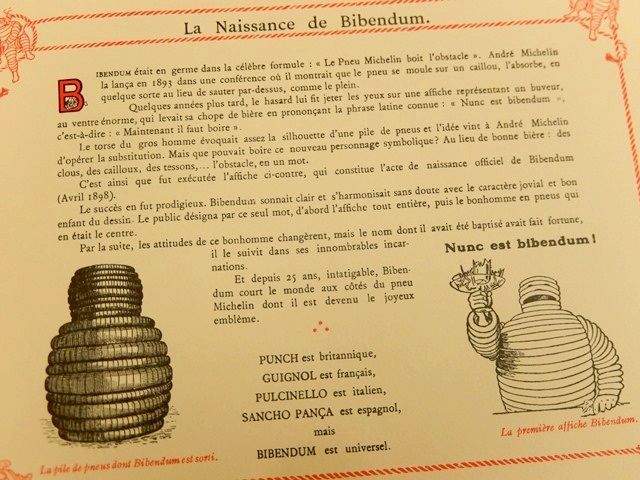 La Naissance de Bibendum.
BIBENDUM était en germe dans la célèbre formule : « Le Pneu Michelin boit l'obstacle ». André Michelin
la lança en 1893 dans une conférence où il montrait que le pneu se moule sur un caillou, l'absorbe, en
quelque sorte au lieu de sauter par-dessus, comme le plein.
Quelques années plus tard, le hasard lui fit jeter les yeux sur une affiche représentant un buveur,
au ventre énorme, qui levait sa chope de bière en prononçant la phrase latine connue : « Nunc est bibendum »,
c'est-à-dire : « Maintenant il faut boire ».
Le torse du gros homme évoquait assez la silhouette d'une pile de pneus et l'idée vint à André Michelin
d'opérer la substitution. Mais que pouvait boire ce nouveau personnage symbolique? Au lieu de bonne bière : des
clous, des cailloux, des tessons,... l'obstacle, en un mot.
C'est ainsi que fut exécutée l'affiche ci-contre, qui constitue l'acte de naissance officiel de Bibendum
(Avril 1898).
Le succès en fut prodigieux. Bibendum sonnait clair et s'harmonisait sans doute avec le caractère jovial et bon
enfant du dessin. Le public désigna par ce seul mot, d'abord l'affiche tout entière, puis le bonhomme en pneus qui
en était le centre.
Par la suite, les attitudes de ce bonhomme changèrent, mais le nom dont il avait été baptisé avait fait fortune,
il le suivit dans ses innombrables incar-
nations.
Et depuis 25 ans, infatigable, Biben-
dum court le monde aux côtés du pneu
Michelin dont il est devenu le joyeux
emblème.
PUNCH est britannique,
GUIGNOL est français,
PULCINELLO est italien,
SANCHO PANÇA est espagnol,
mais
BIBENDUM est universel.
La pile de pneus dont Bibendum est sorti.
Nunc est bibendum!
La première affiche Bibendum.